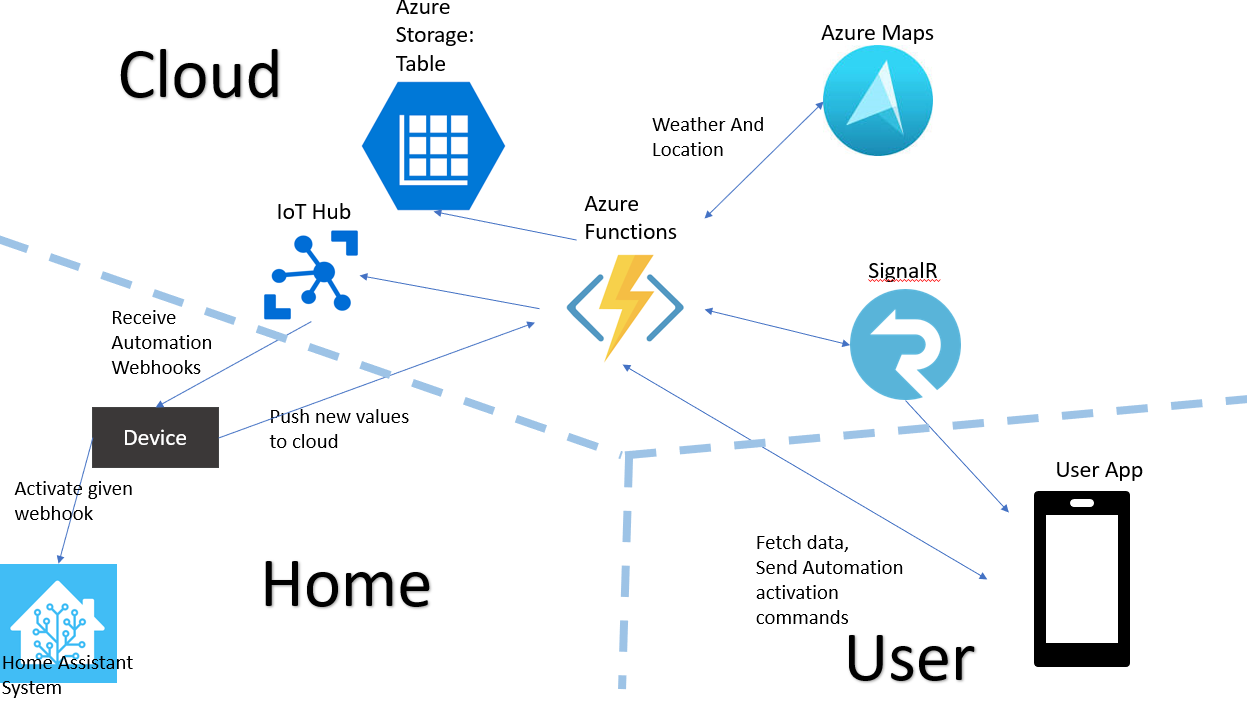 Azure
Storage:
Table
Azure Maps
Cloud
Weather And
Location
IoT Hub
Azure
Functions
SignalR
Receive
Automation
Webhooks
Push new values
to cloud
Device
User App
Activate given
webhook
Fetch data,
Send Automation
activation
commands
Home
User
Home Assistant
System